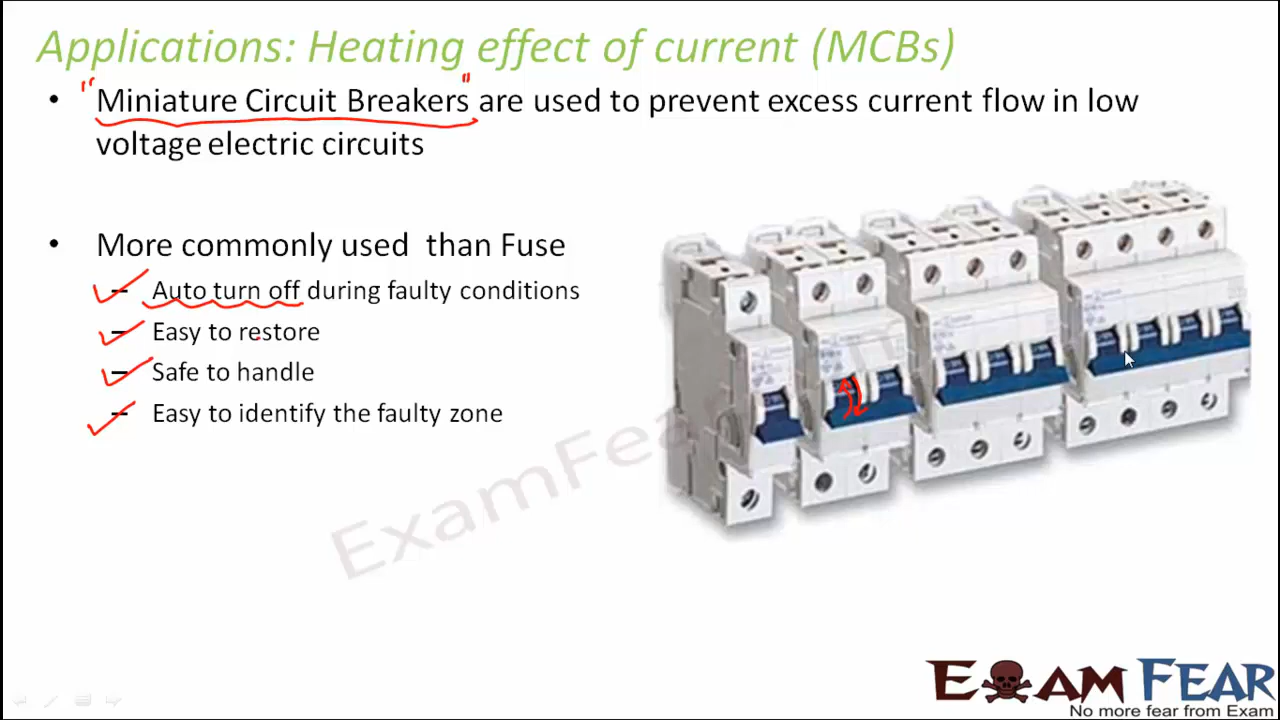 Applications: Heating effect of current (MCBs)
• "Miniature Circuit Breakers" are used to prevent excess current flow in low
voltage electric circuits
• More commonly used than Fuse
– Auto turn off during faulty conditions
– Easy to restore
– Safe to handle
– Easy to identify the faulty zone
ExamFear
EXAM FEAR
No more fear from Exam